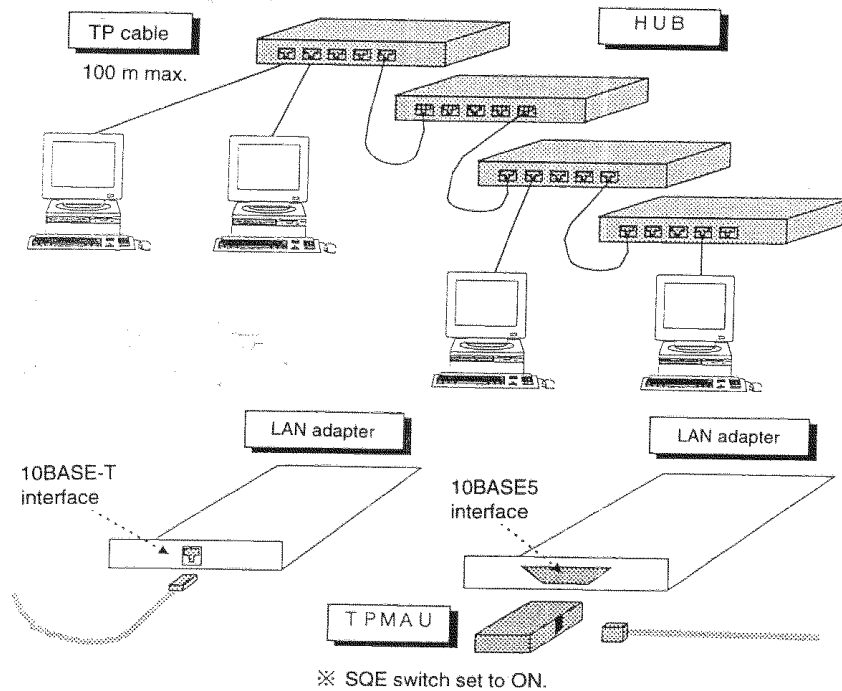 TP cable
HUB
100 m max.
LAN adapter
LAN adapter
10BASE-T
interface
10BASE5
interface
TPMAU
※ SQE switch set to ON.